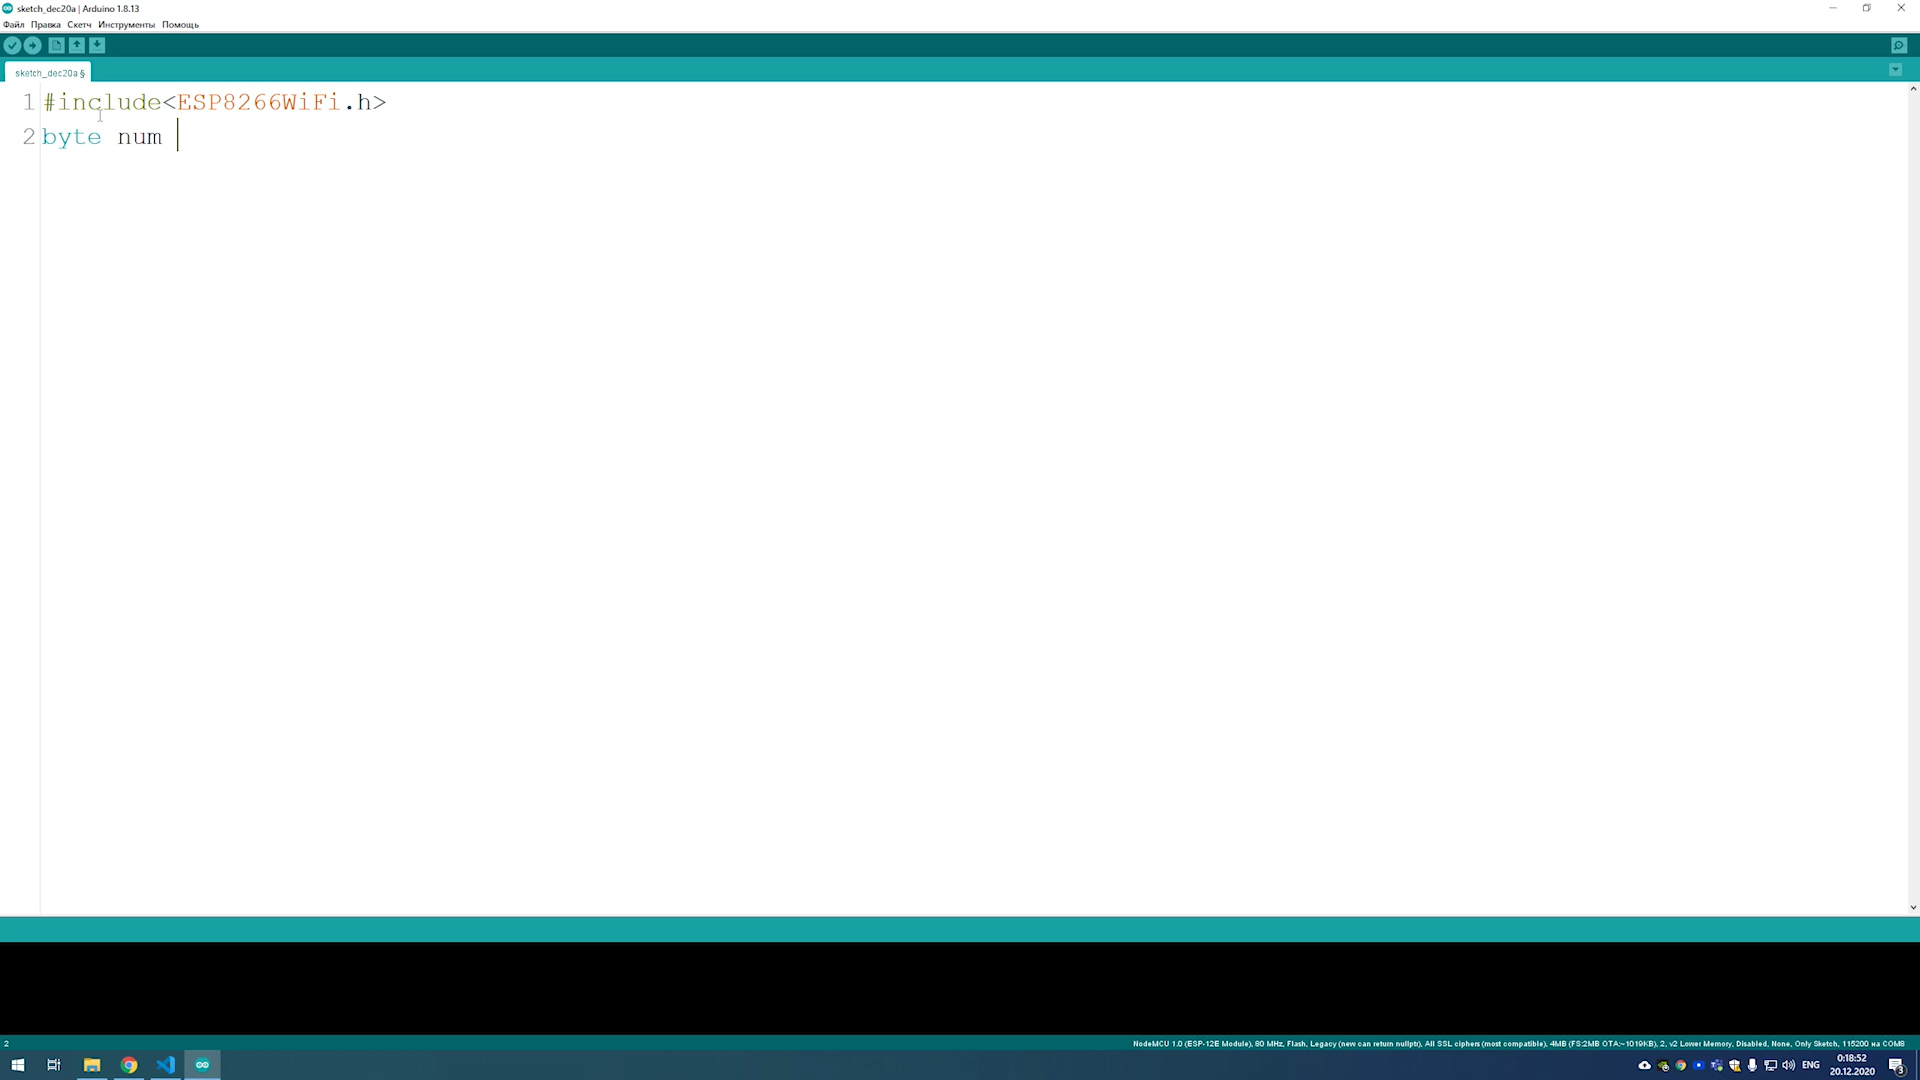 sketch_dec20a | Arduino 1.8.13
Файл Правка Скетч Инструменты Помощь
sketch_dec20a §
1 #include<ESP8266WiFi.h>
2 byte num
2
NodeMCU 1.0 (ESP-12E Module), 80 MHz, Flash, Legacy (new can return nullptr), All SSL ciphers (most compatible), 4MB (FS:2MB OTA:~1019KB), 2, v2 Lower Memory, Disabled, None, Only Sketch, 115200 на COM8
ENG
0:18:52
20.12.2020
3